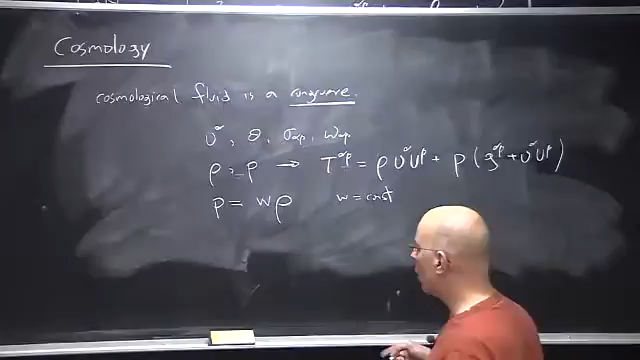 Cosmology
cosmological fluid is a congruence.
υ^α, θ, σ_αβ, ω_αβ
ρ, p → T^αβ = ρ υ^α υ^β + p ( g^αβ + υ^α υ^β )
p = wρ w = const